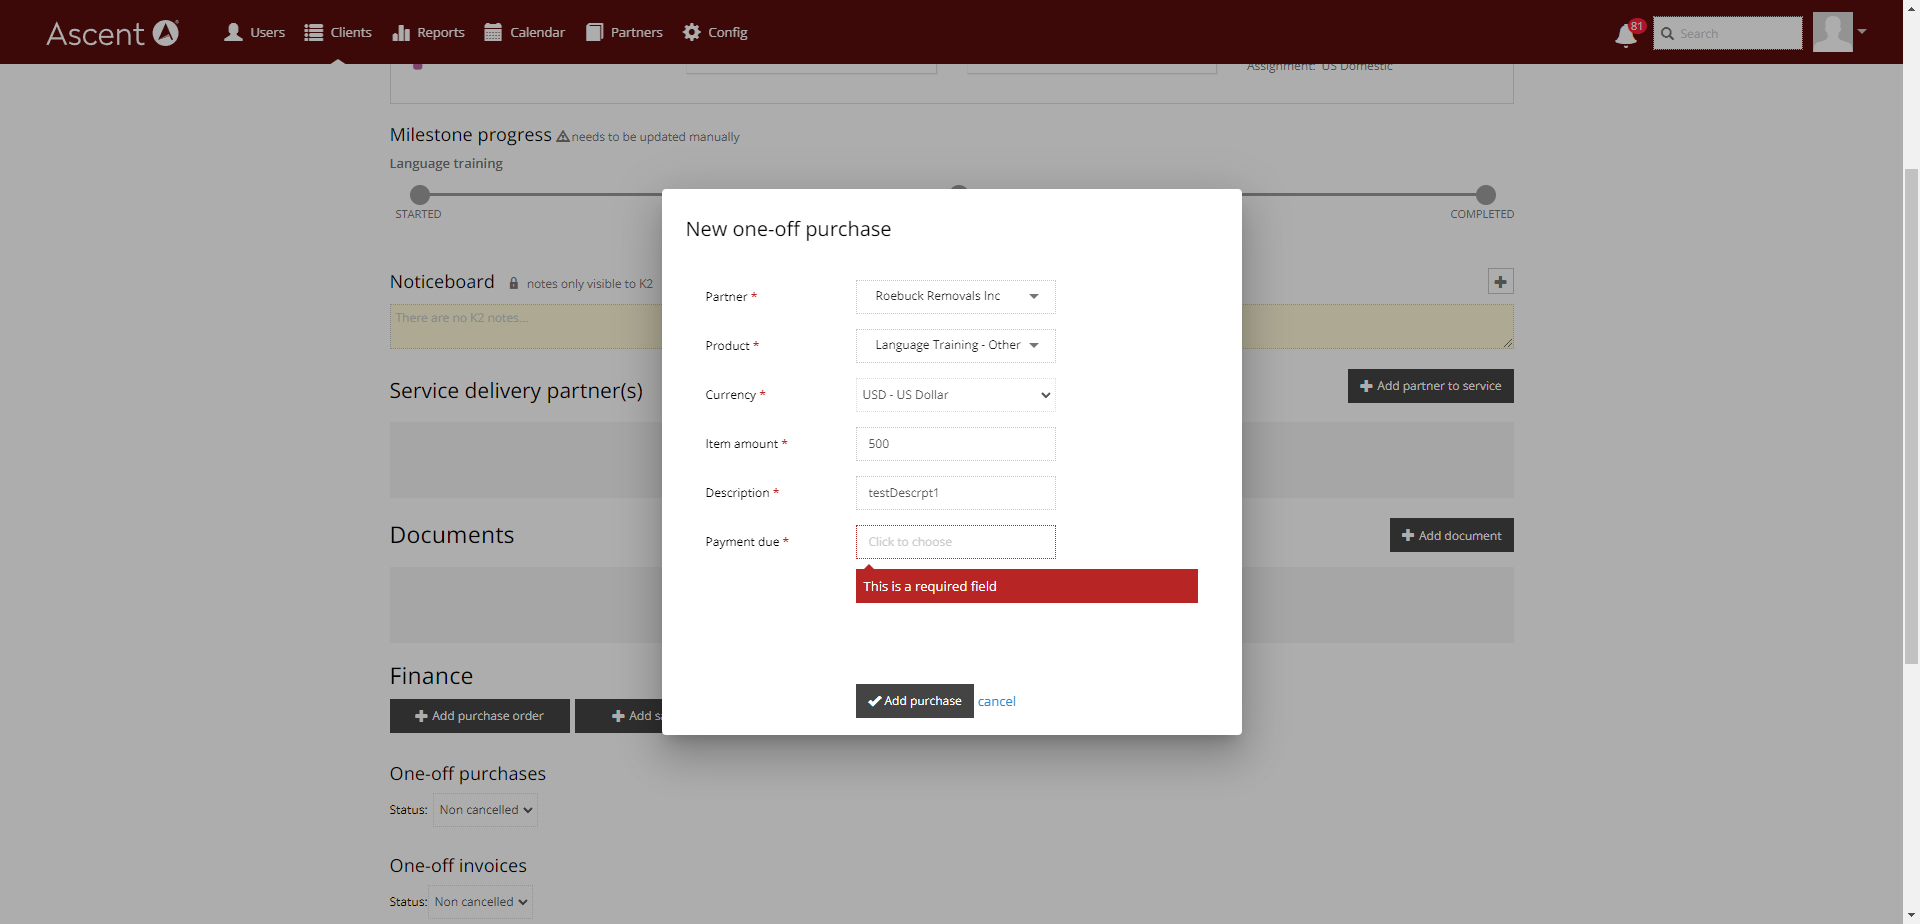 Ascent
Users
Clients
Reports
Calendar
Partners
Config
81
Search
Assignment: US Domestic
Milestone progress needs to be updated manually
Language training
STARTED
COMPLETED
Noticeboard notes only visible to K2
There are no K2 notes...
Service delivery partner(s)
Add partner to service
Documents
Add document
Finance
Add purchase order
Add sa
One-off purchases
Status: Non cancelled
One-off invoices
Status: Non cancelled
New one-off purchase
Partner * Roebuck Removals Inc
Product * Language Training - Other
Currency * USD - US Dollar
Item amount * 500
Description * testDescrpt1
Payment due * Click to choose
This is a required field
Add purchase cancel